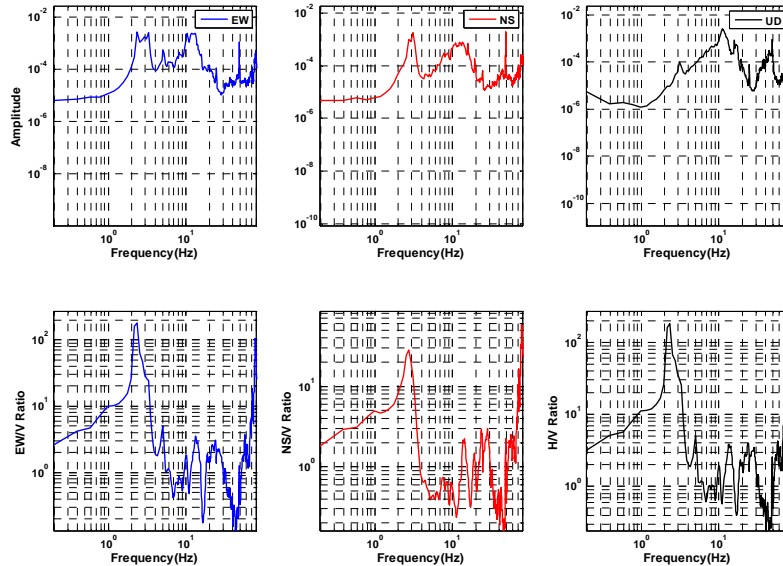 EW
NS
UD
10^-2
10^-4
10^-6
10^-8
Amplitude
10^0
10^1
Frequency(Hz)
10^-2
10^-4
10^-6
10^-8
10^-10
10^0
10^1
Frequency(Hz)
10^-2
10^-4
10^-6
10^-8
10^-10
10^0
10^1
Frequency(Hz)
10^2
10^1
10^0
EW/V Ratio
10^0
10^1
Frequency(Hz)
10^1
10^0
NS/V Ratio
10^0
10^1
Frequency(Hz)
10^2
10^1
10^0
H/V Ratio
10^0
10^1
Frequency(Hz)